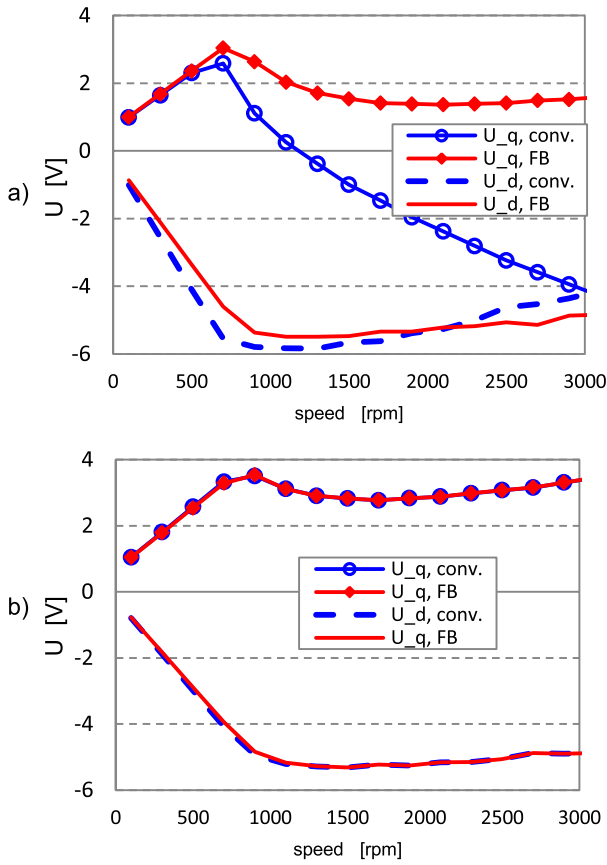 4
2
0
-2
-4
-6
U [V]
a)
U_q, conv.
U_q, FB
U_d, conv.
U_d, FB
0 500 1000 1500 2000 2500 3000
speed [rpm]
4
2
0
-2
-4
-6
U [V]
b)
U_q, conv.
U_q, FB
U_d, conv.
U_q, FB
0 500 1000 1500 2000 2500 3000
speed [rpm]